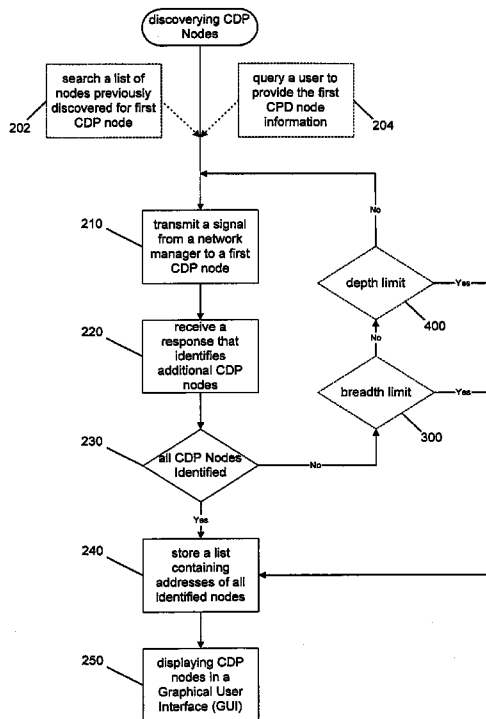 discoverying CDP
Nodes
search a list of
nodes previously
discovered for first
CDP node
202
query a user to
provide the first
CPD node
information
204
No
210
transmit a signal
from a network
manager to a first
CDP node
depth limit
Yes
400
220
receive a
response that
identifies
additional CDP
nodes
No
breadth limit
Yes
300
230
all CDP Nodes
Identified
No
Yes
240
store a list
containing
addresses of all
identified nodes
250
displaying CDP
nodes in a
Graphical User
Interface (GUI)